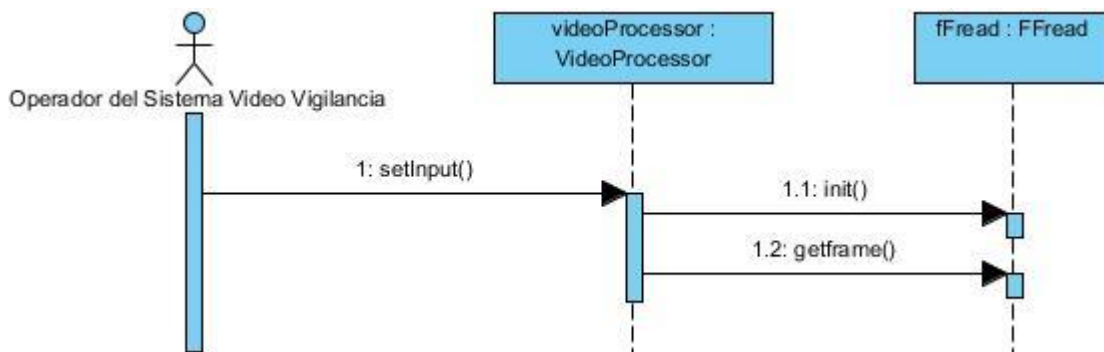 videoProcessor :
VideoProcessor
fFread : FFread
Operador del Sistema Video Vigilancia
1: setInput()
1.1: init()
1.2: getframe()